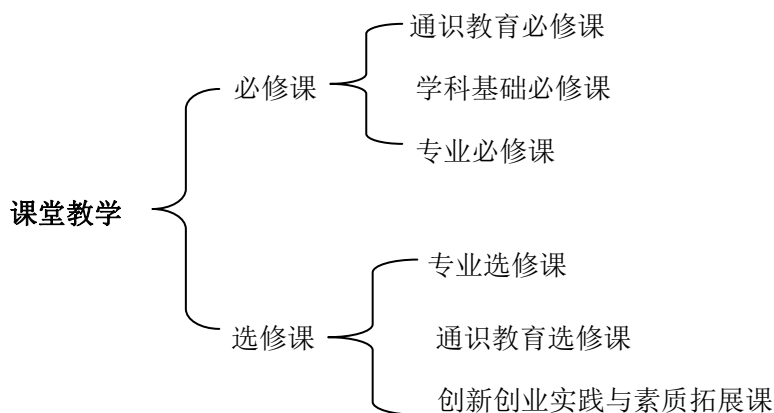 课堂教学
必修课
通识教育必修课
学科基础必修课
专业必修课
选修课
专业选修课
通识教育选修课
创新创业实践与素质拓展课